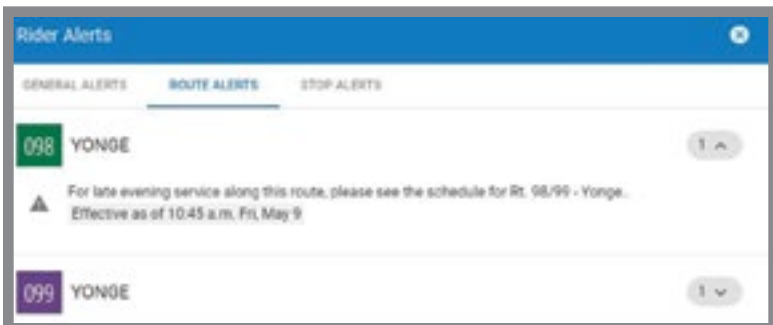 Rider Alerts
GENERAL ALERTS ROUTE ALERTS STOP ALERTS
098 YONGE 1
For late evening service along this route, please see the schedule for Rt. 98/99 - Yonge.
Effective as of 10:45 a.m. Fri, May 9
099 YONGE 1